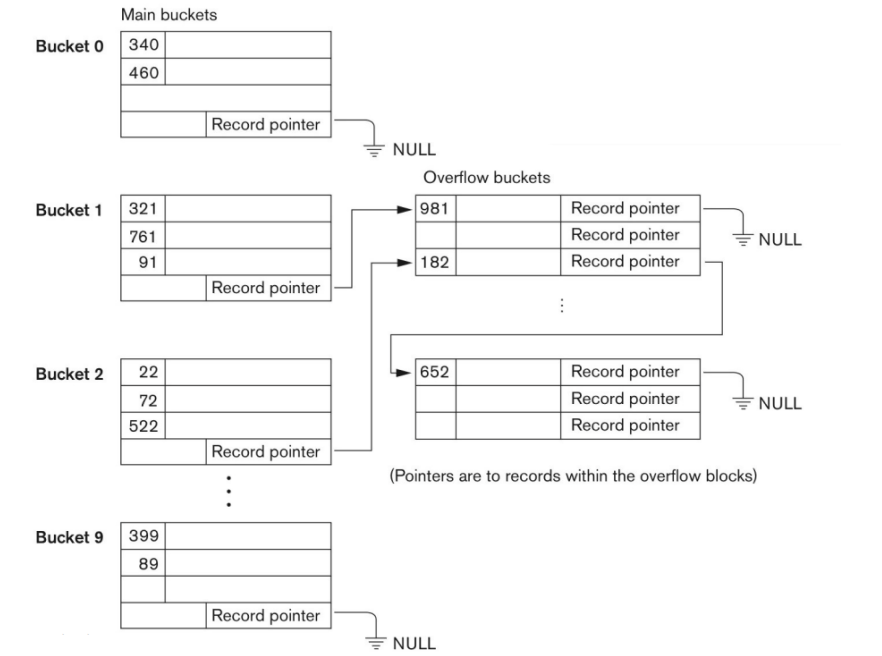 Main buckets
Bucket 0
340
460
Record pointer
NULL
Overflow buckets
Bucket 1
321
761
91
Record pointer
981
Record pointer
Record pointer
182
Record pointer
NULL
Bucket 2
22
72
522
Record pointer
652
Record pointer
Record pointer
Record pointer
NULL
(Pointers are to records within the overflow blocks)
Bucket 9
399
89
Record pointer
NULL